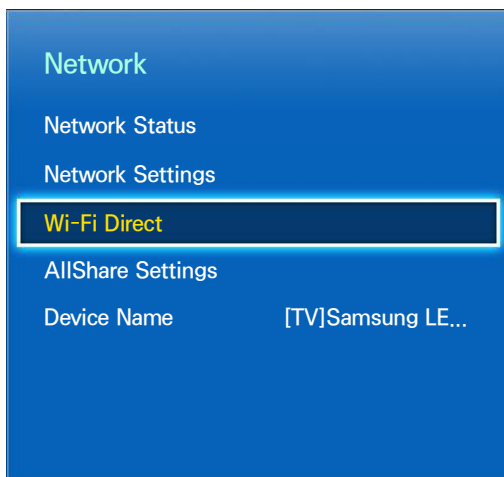 Network
Network Status
Network Settings
Wi-Fi Direct
AllShare Settings
Device Name [TV]Samsung LE...